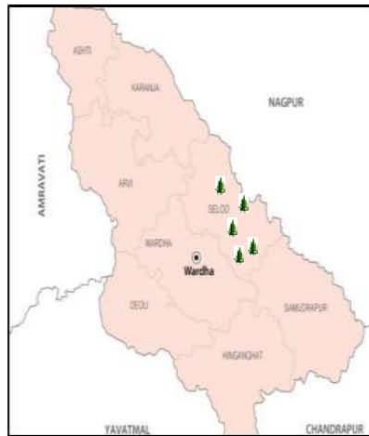 ASHTI
KARANJA
NAGPUR
AMRAVATI
ARVI
SELOO
WARDHA
Wardha
DEOLI
SAMUDRAPUR
HINGANGHAT
YAVATMAL
CHANDRAPUR